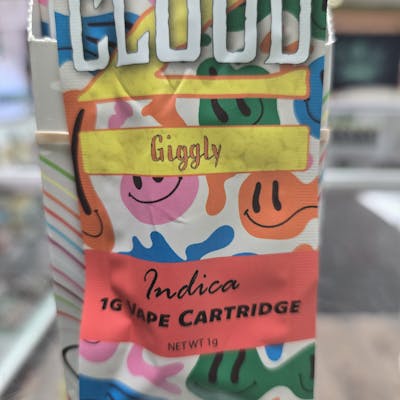 CLOUD
Giggly
Indica
1G VAPE CARTRIDGE
NET WT 1g